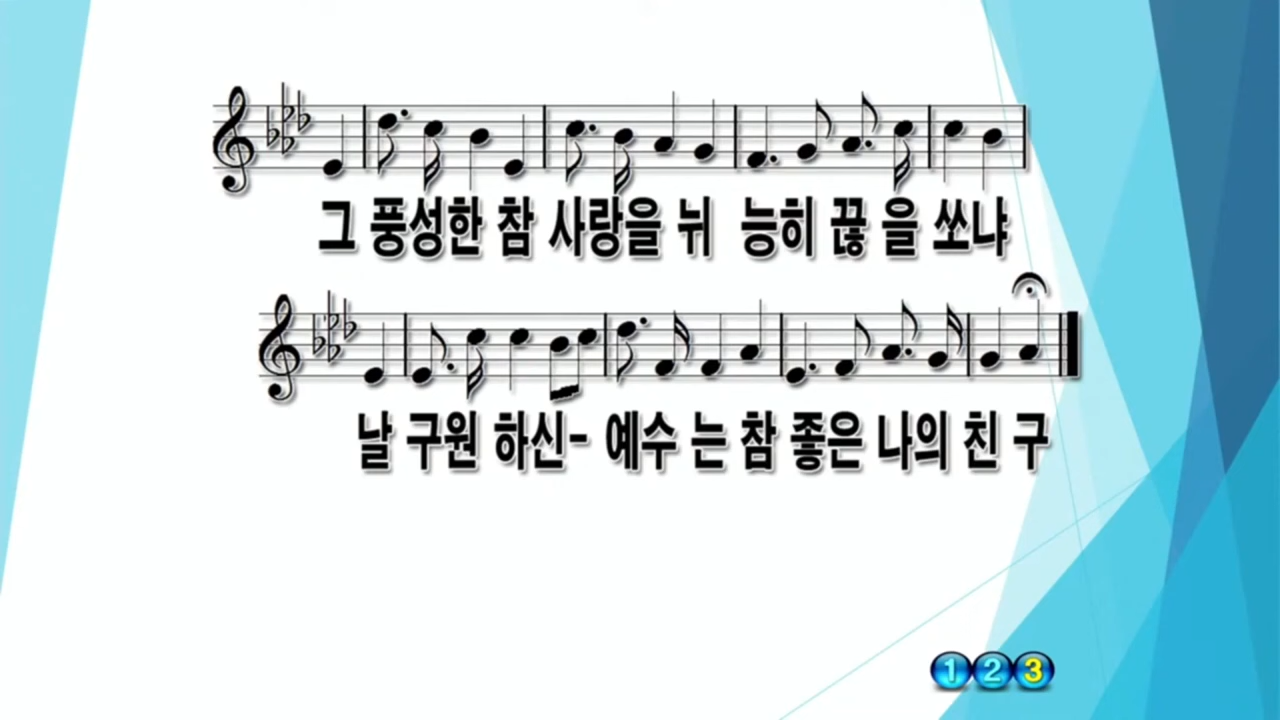 그 풍성한 참 사랑을 뉘 능히 끊 을 쏘냐
날 구원 하신- 예수 는 참 좋은 나의 친 구
1 2 3